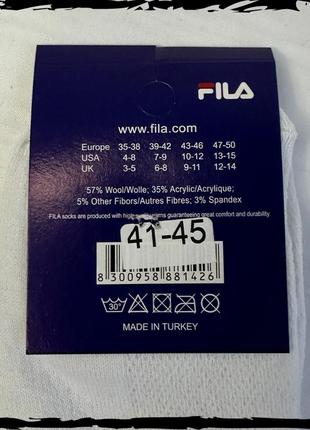 FILA
www.fila.com
Europe 35-38 39-42 43-46 47-50
USA 4-8 7-9 10-12 13-15
UK 3-5 6-8 9-11 12-14
57% Wool/Wolle; 35% Acrylic/Acrylique;
5% Other Fibors/Autres Fibres; 3% Spandex
FILA socks are produced with high guaranteeing great comfort and durability.
41-45
8 300958 881426
30°
MADE IN TURKEY